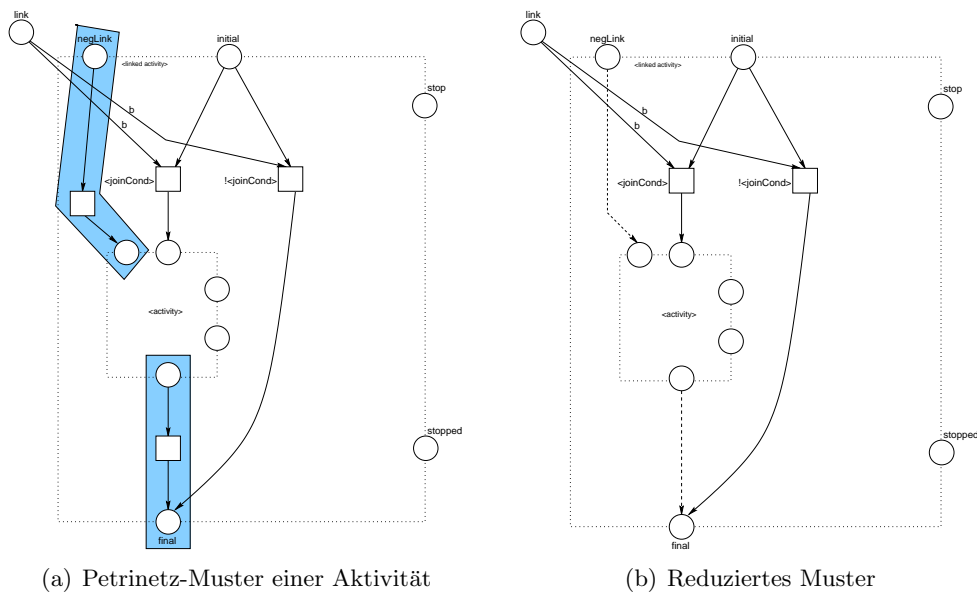 link
negLink
initial
<linked activity>
stop
b
b
<joinCond>
!<joinCond>
<activity>
stopped
final
(a) Petrinetz-Muster einer Aktivität
link
negLink
initial
<linked activity>
stop
b
b
<joinCond>
!<joinCond>
<activity>
stopped
final
(b) Reduziertes Muster